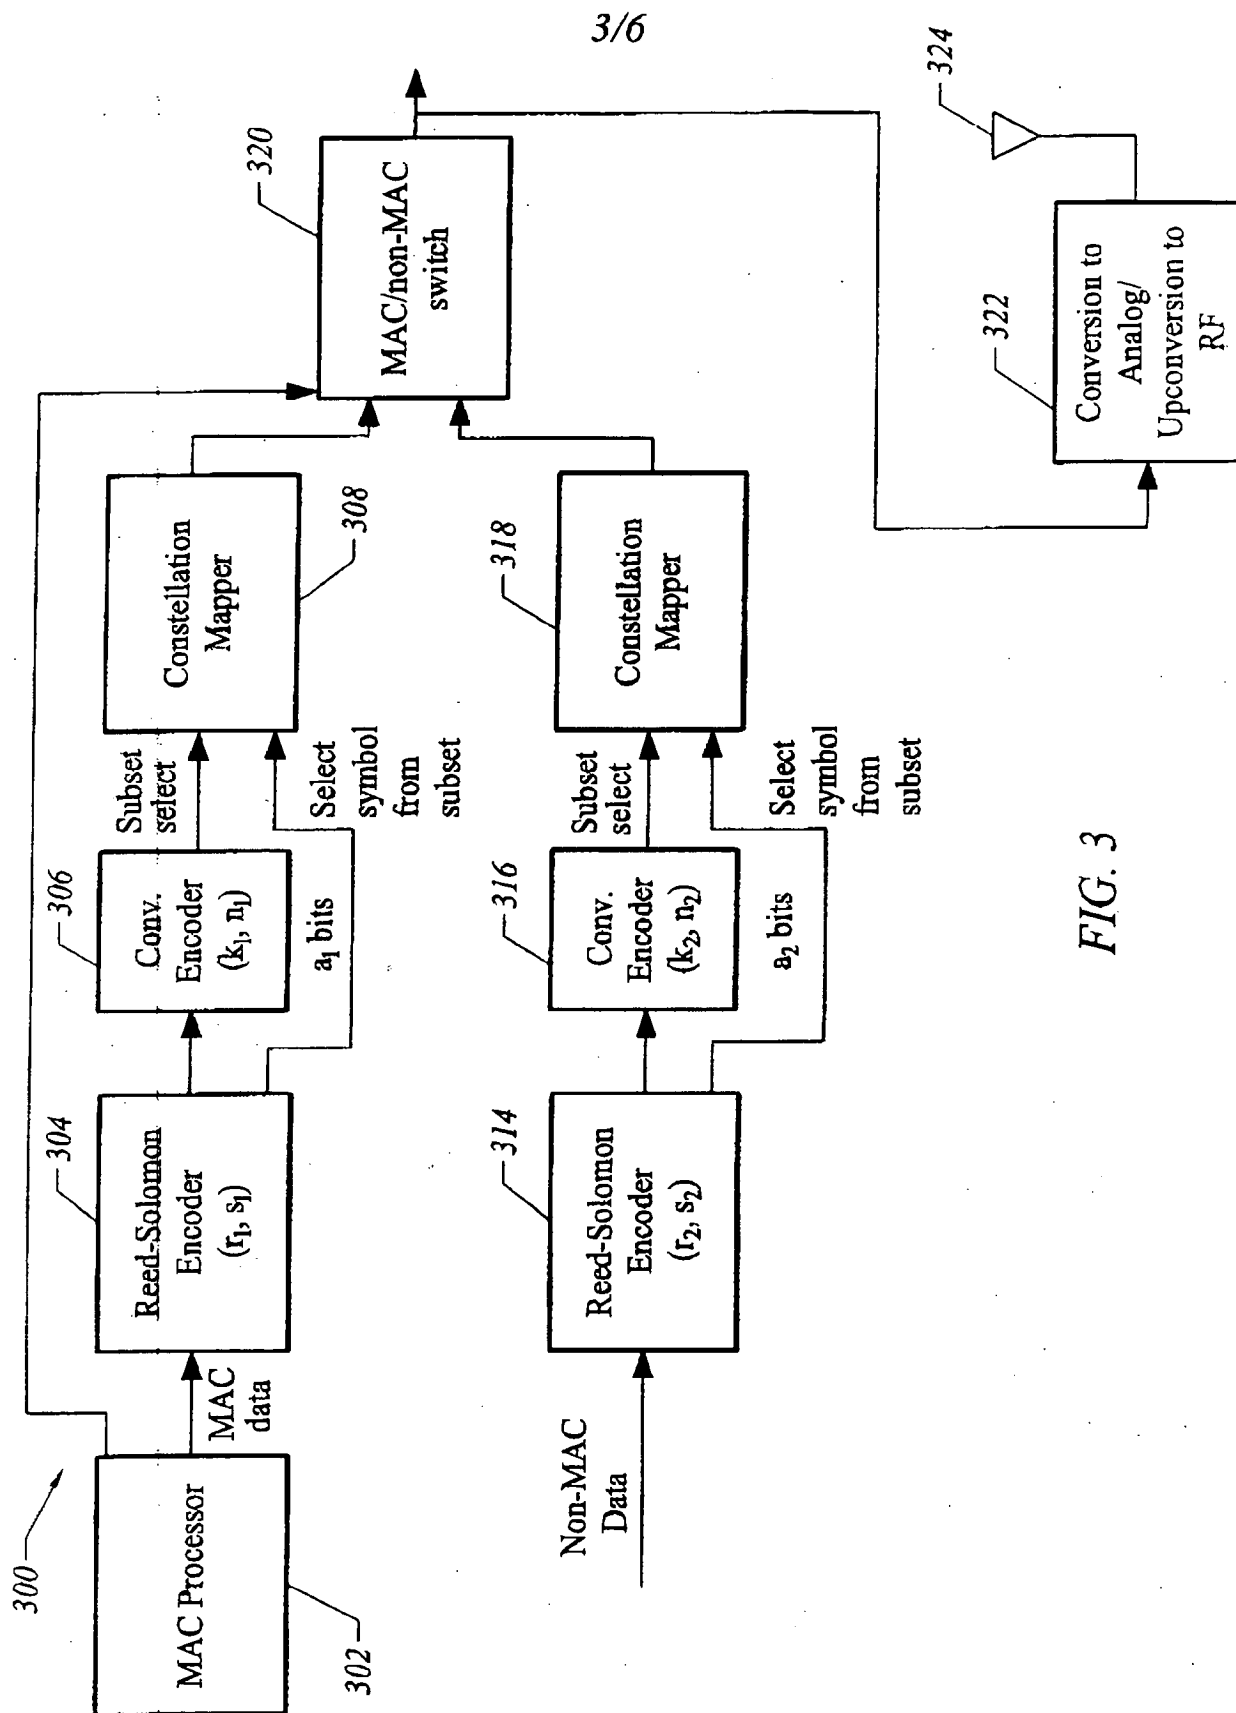 3/6
300
MAC Processor
302
MAC
data
304
Reed-Solomon
Encoder
(r1, s1)
306
Conv.
Encoder
(k1, n1)
a1 bits
Subset
select
Select
symbol
from
subset
Constellation
Mapper
308
320
MAC/non-MAC
switch
Non-MAC
Data
314
Reed-Solomon
Encoder
(r2, s2)
316
Conv.
Encoder
(k2, n2)
a2 bits
Subset
select
Select
symbol
from
subset
318
Constellation
Mapper
322
Conversion to
Analog/
Upconversion to
RF
324
FIG. 3